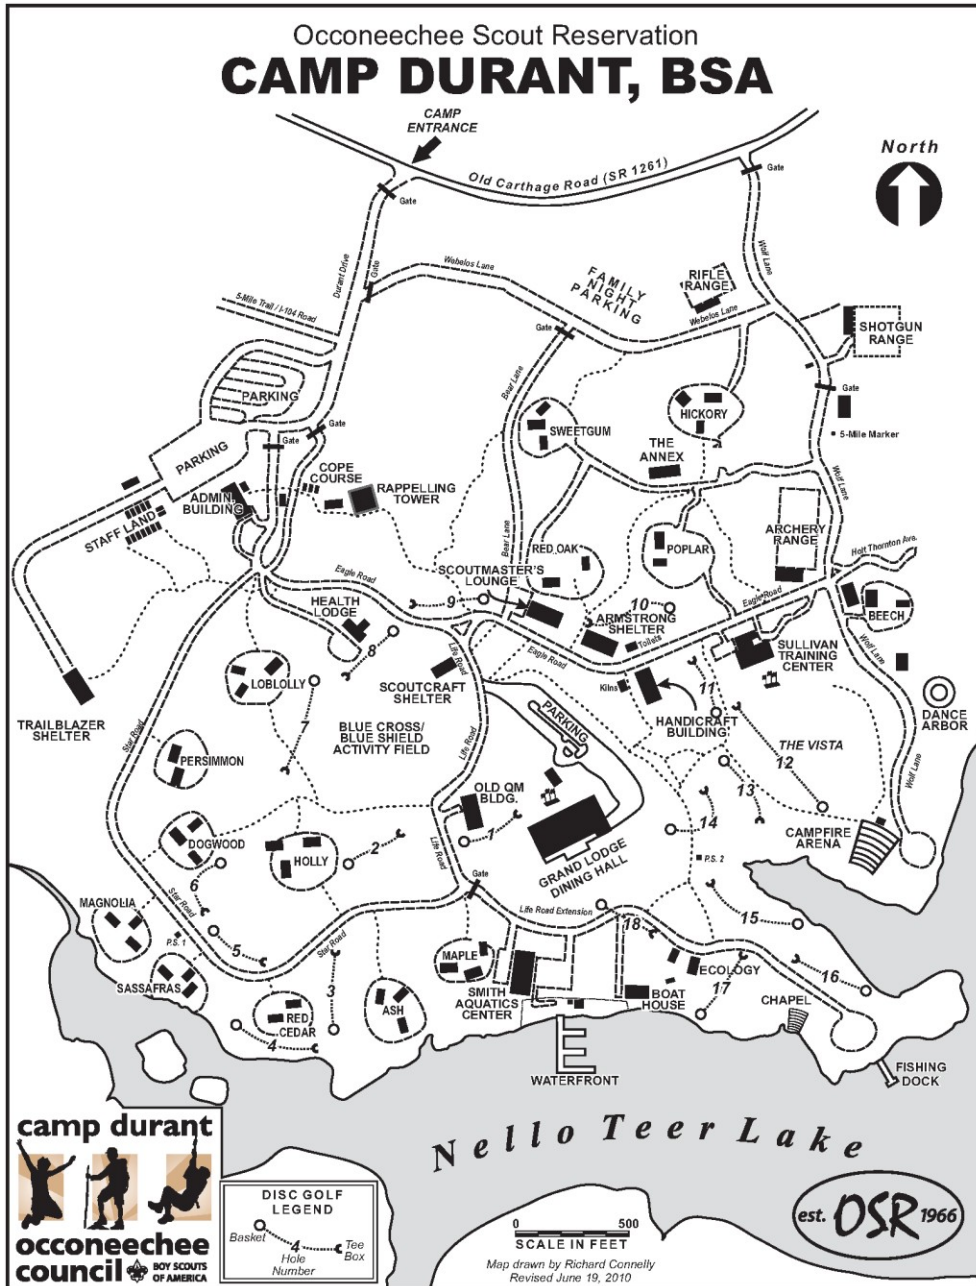 Occoneechee Scout Reservation
CAMP DURANT, BSA
CAMP
ENTRANCE
North
Old Carthage Road (SR 1261)
Gate
Gate
Durant Drive
Gate
Webelos Lane
FAMILY
NIGHT
PARKING
RIFLE
RANGE
Webelos Lane
Wolf Lane
5-Mile Trail / I-104 Road
SHOTGUN
RANGE
Gate
Bear Lane
Gate
PARKING
HICKORY
SWEETGUM
5-Mile Marker
Gate
Gate
PARKING
THE
ANNEX
COPE
COURSE
RAPPELLING
TOWER
ADMIN.
BUILDING
STAFF LAND
Wolf Lane
ARCHERY
RANGE
Holt Thornton Ave.
Bear Lane
RED OAK
POPLAR
SCOUTMASTER'S
LOUNGE
Eagle Road
9
10
HEALTH
LODGE
ARMSTRONG
SHELTER
Eagle Road
BEECH
8
Toilets
Eagle Road
SULLIVAN
TRAINING
CENTER
Wolf Lane
LOBLOLLY
SCOUTCRAFT
SHELTER
Life Road
Kilns
11
DANCE
ARBOR
TRAILBLAZER
SHELTER
7
PARKING
HANDICRAFT
BUILDING
Star Road
BLUE CROSS/
BLUE SHIELD
ACTIVITY FIELD
Life Road
THE VISTA
12
PERSIMMON
Wolf Lane
OLD QM
BLDG.
13
14
DOGWOOD
HOLLY
2
1
Life Road
GRAND LODGE
DINING HALL
CAMPFIRE
ARENA
P.S. 2
6
Gate
MAGNOLIA
Star Road
Life Road Extension
15
P.S. 1
5
Star Road
18
MAPLE
SASSAFRAS
3
SMITH
AQUATICS
CENTER
ECOLOGY
16
BOAT
HOUSE
17
CHAPEL
RED
CEDAR
ASH
4
FISHING
DOCK
WATERFRONT
Nello Teer Lake
camp durant
occoneechee
council BOY SCOUTS
OF AMERICA
DISC GOLF
LEGEND
Basket
4
Hole
Number
Tee
Box
0 500
SCALE IN FEET
Map drawn by Richard Connelly
Revised June 19, 2010
est. OSR 1966